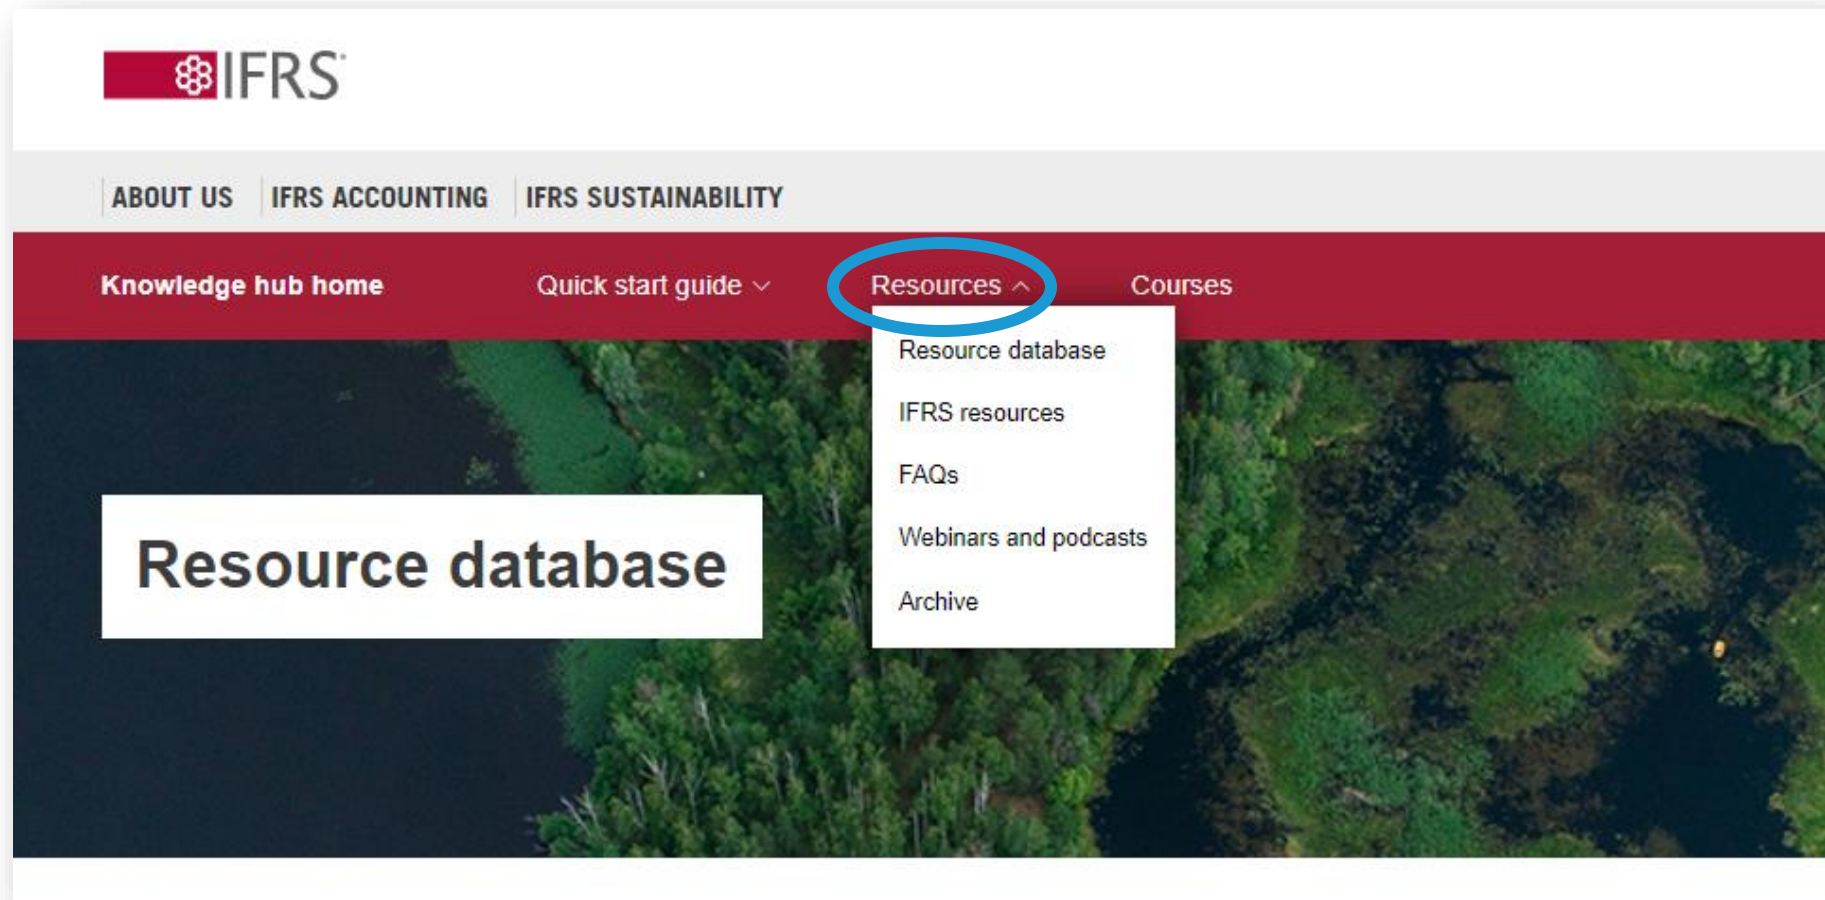 IFRS
ABOUT US IFRS ACCOUNTING IFRS SUSTAINABILITY
Knowledge hub home Quick start guide Resources Courses
Resource database
IFRS resources
FAQs
Webinars and podcasts
Archive
Resource database